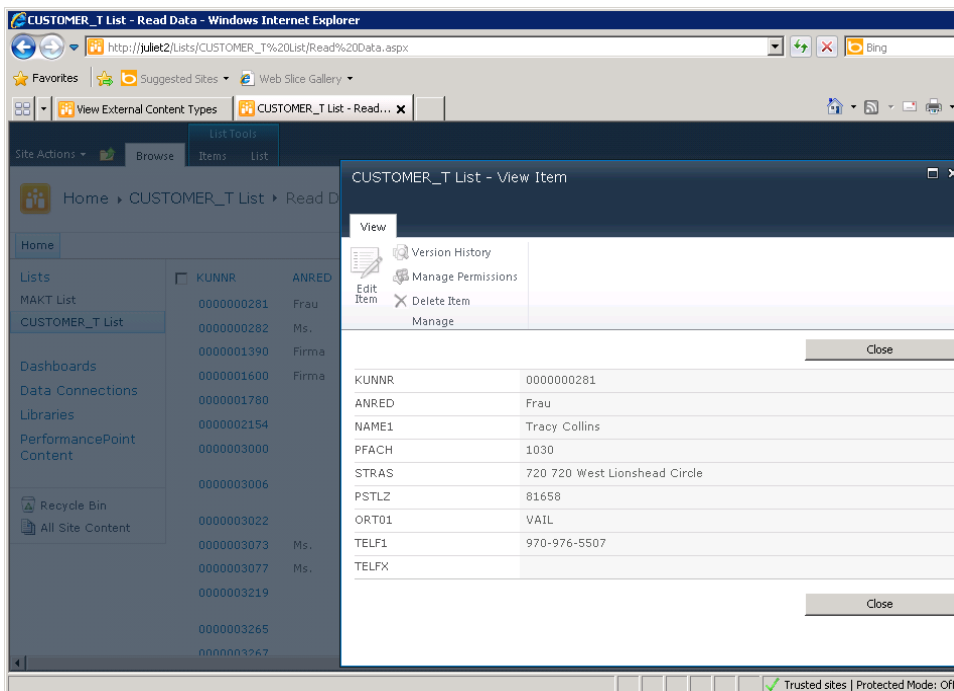 CUSTOMER_T List - Read Data - Windows Internet Explorer
http://juliet2/Lists/CUSTOMER_T%20List/Read%20Data.aspx
Bing
Favorites
Suggested Sites
Web Slice Gallery
View External Content Types
CUSTOMER_T List - Read...
List Tools
Site Actions
Browse
Items
List
Home CUSTOMER_T List Read D
Home
Lists
MAKT List
CUSTOMER_T List
Dashboards
Data Connections
Libraries
PerformancePoint
Content
Recycle Bin
All Site Content
KUNNR ANRED
0000000281 Frau
0000000282 Ms.
0000001390 Firma
0000001600 Firma
0000001780
0000002154
0000003000
0000003006
0000003022
0000003073 Ms.
0000003077 Ms.
0000003219
0000003265
0000003267
CUSTOMER_T List - View Item
View
Edit
Item
Version History
Manage Permissions
Delete Item
Manage
Close
KUNNR 0000000281
ANRED Frau
NAME1 Tracy Collins
PFACH 1030
STRAS 720 720 West Lionshead Circle
PSTLZ 81658
ORT01 VAIL
TELF1 970-976-5507
TELFX
Close
Trusted sites | Protected Mode: Off